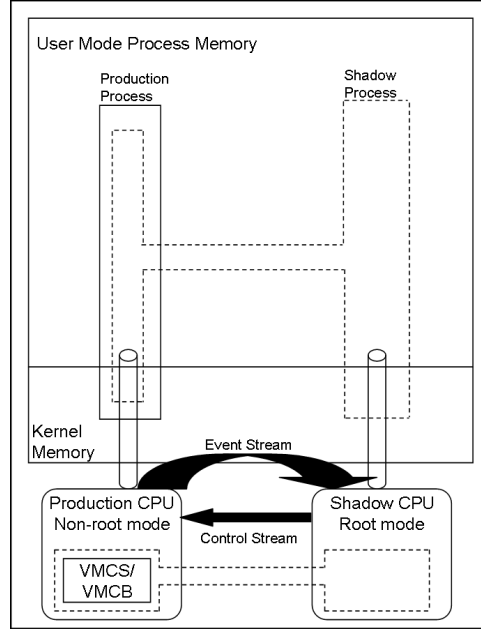 User Mode Process Memory
Production
Process
Shadow
Process
Kernel
Memory
Event Stream
Production CPU
Non-root mode
Shadow CPU
Root mode
Control Stream
VMCS/
VMCB